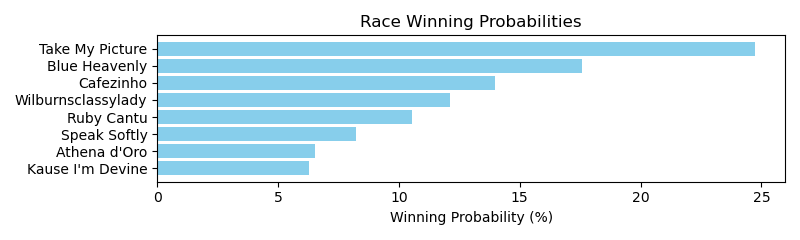 Race Winning Probabilities
Take My Picture
Blue Heavenly
Cafezinho
Wilburnsclassylady
Ruby Cantu
Speak Softly
Athena d'Oro
Kause I'm Devine
0 5 10 15 20 25
Winning Probability (%)